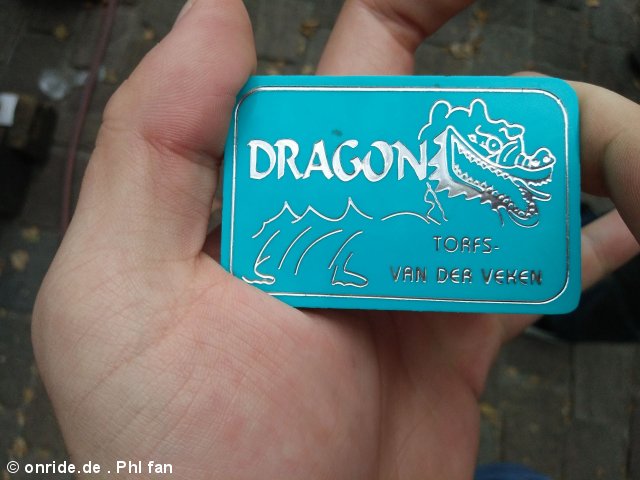 DRAGON
TORFS-
VAN DER VEKEN
© onride.de . Phl fan